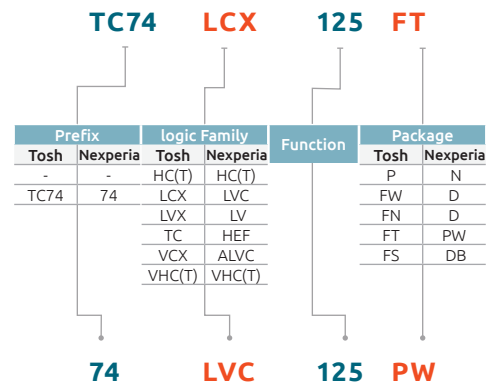 TC74 LCX 125 FT
Prefix logic Family Function Package
Tosh Nexperia Tosh Nexperia Tosh Nexperia
- - HC(T) HC(T) P N
TC74 74 LCX LVC FW D
LVX LV FN D
TC HEF FT PW
VCX ALVC FS DB
VHC(T) VHC(T)
74 LVC 125 PW